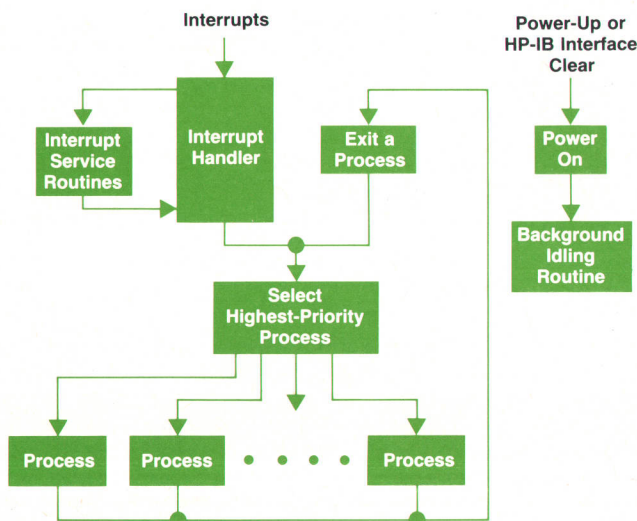 Interrupts
Power-Up or
HP-IB Interface
Clear
Interrupt
Service
Routines
Interrupt
Handler
Exit a
Process
Power
On
Background
Idling
Routine
Select
Highest-Priority
Process
Process
Process
Process